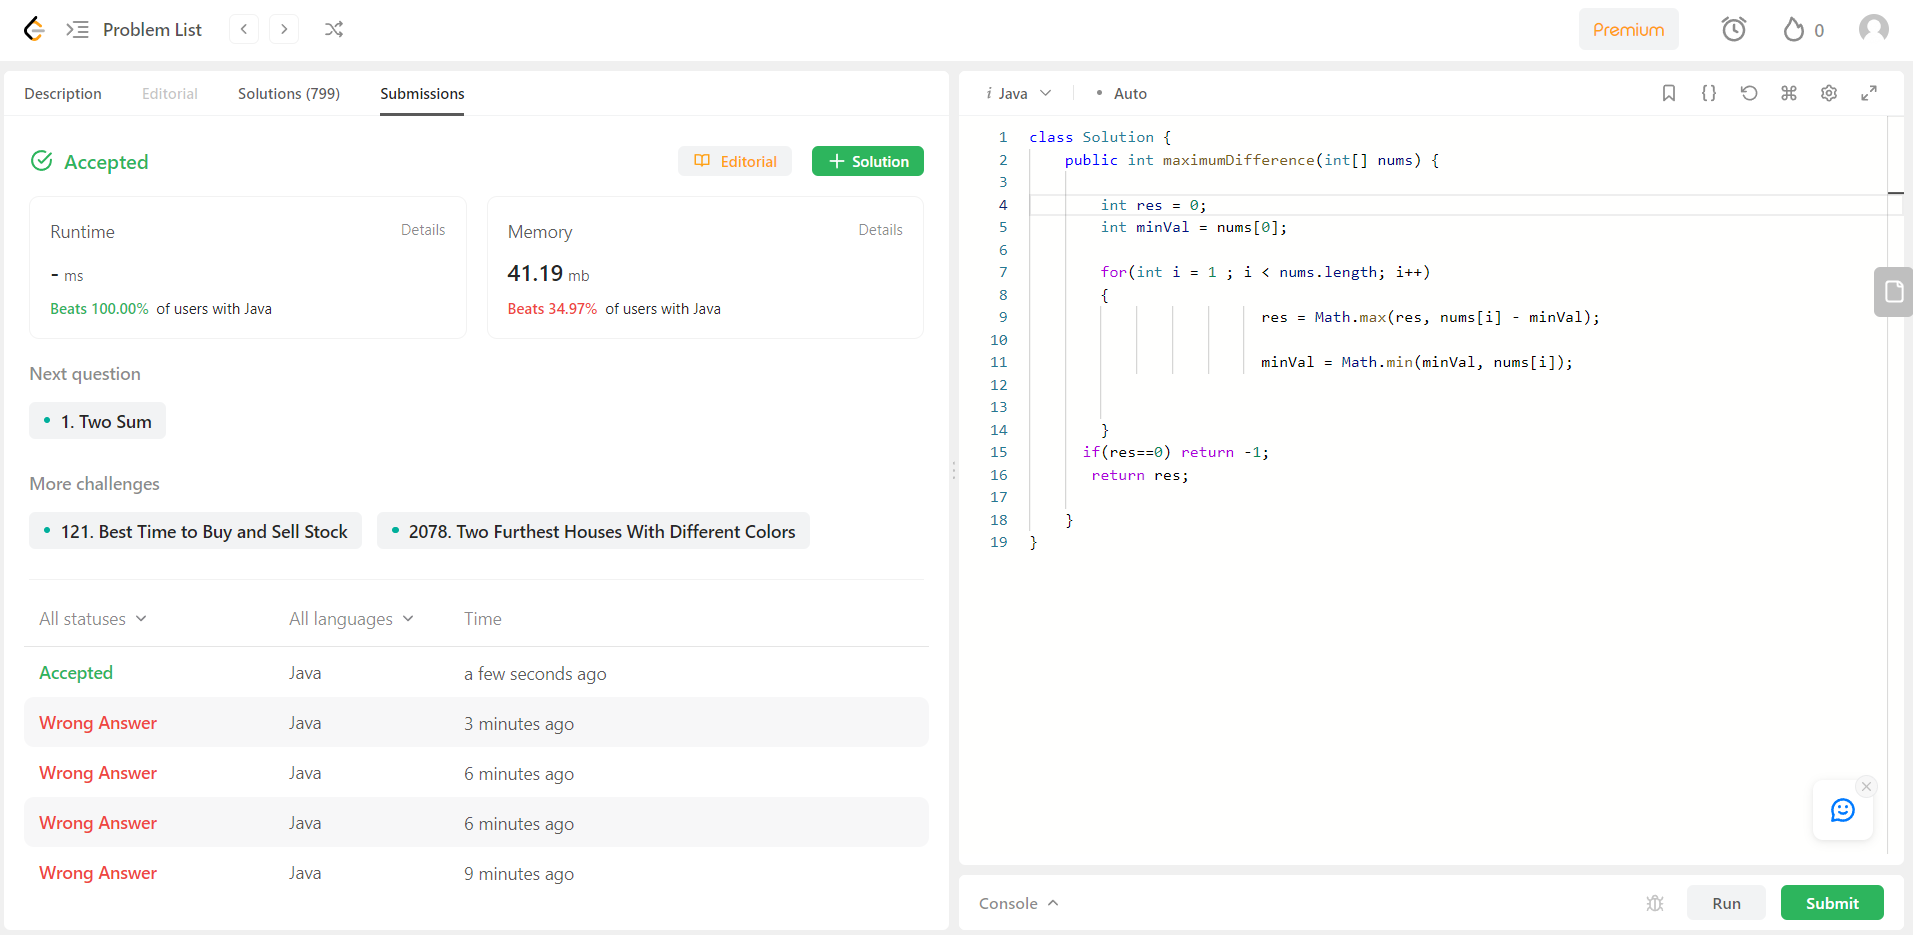 Problem List
Premium
0
Description Editorial Solutions (799) Submissions
Accepted
Editorial
Solution
Runtime Details
- ms
Beats 100.00% of users with Java
Memory Details
41.19 mb
Beats 34.97% of users with Java
Next question
1. Two Sum
More challenges
121. Best Time to Buy and Sell Stock
2078. Two Furthest Houses With Different Colors
All statuses All languages Time
Accepted Java a few seconds ago
Wrong Answer Java 3 minutes ago
Wrong Answer Java 6 minutes ago
Wrong Answer Java 6 minutes ago
Wrong Answer Java 9 minutes ago
i Java • Auto
1 class Solution {
2 public int maximumDifference(int[] nums) {
3
4 int res = 0;
5 int minVal = nums[0];
6
7 for(int i = 1 ; i < nums.length; i++)
8 {
9 res = Math.max(res, nums[i] - minVal);
10
11 minVal = Math.min(minVal, nums[i]);
12
13
14 }
15 if(res==0) return -1;
16 return res;
17
18 }
19 }
Console
Run
Submit